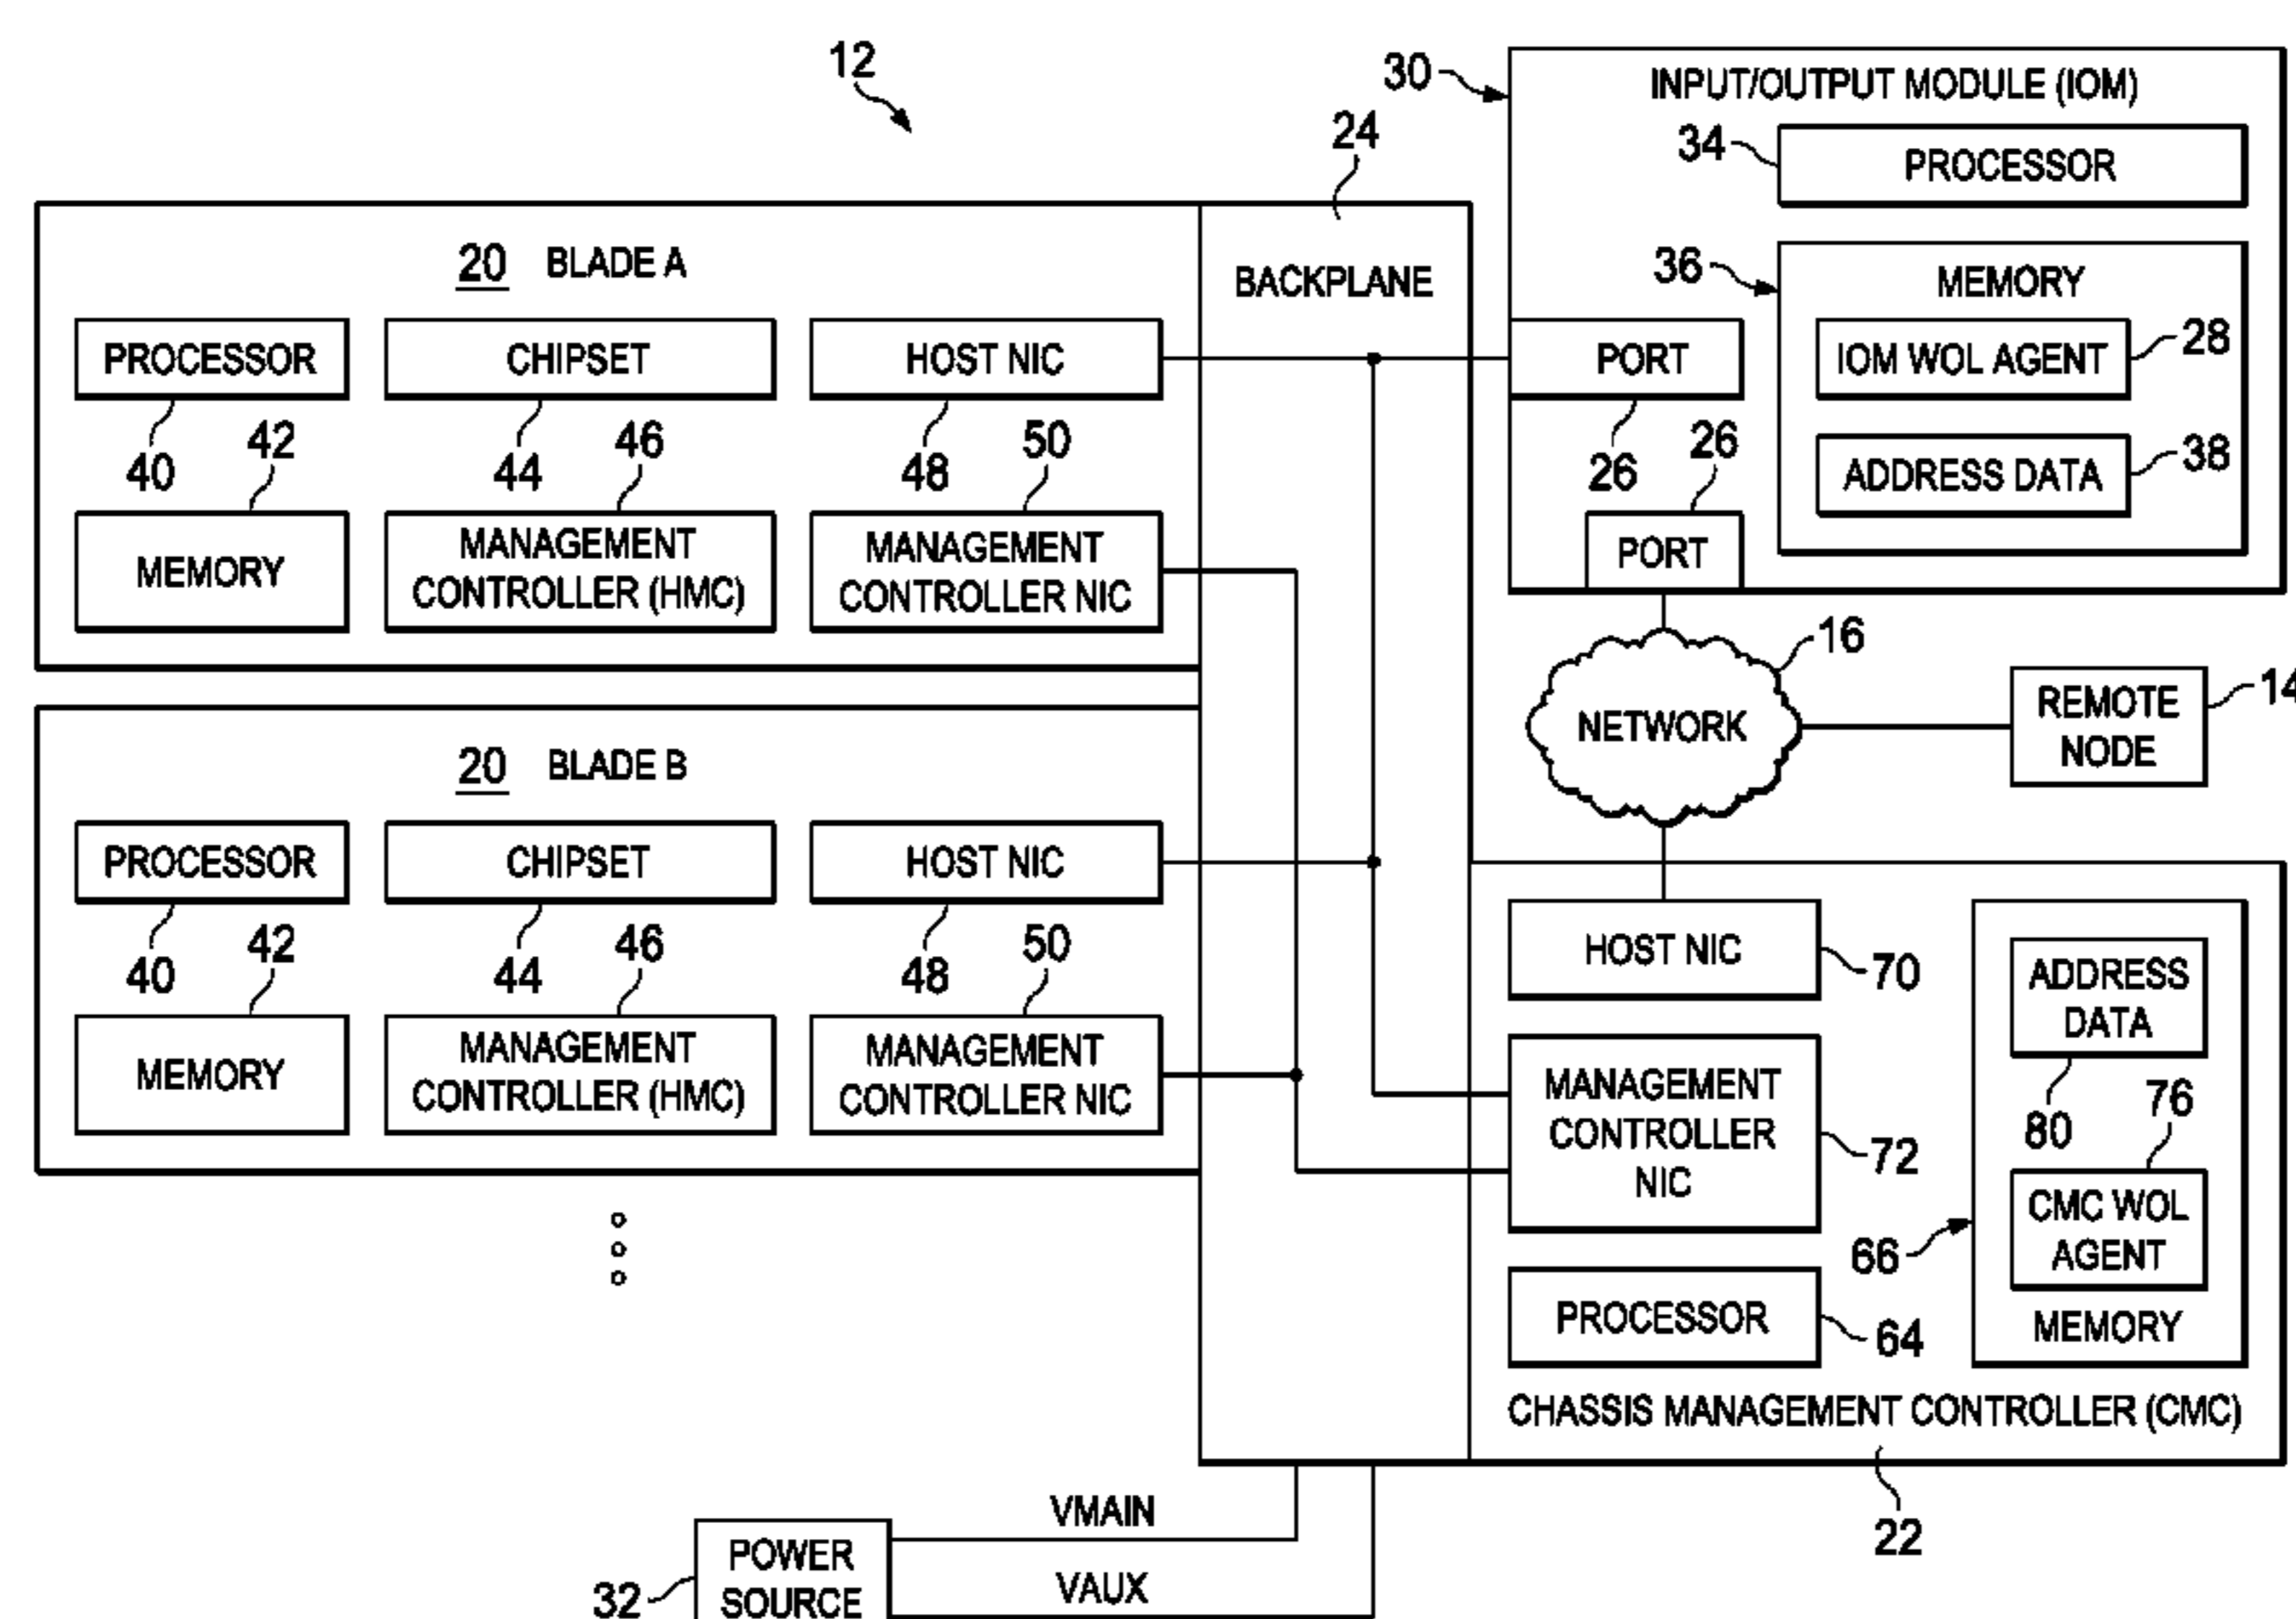 12
30
INPUT/OUTPUT MODULE (IOM)
34
PROCESSOR
24
BACKPLANE
36
MEMORY
IOM WOL AGENT
28
ADDRESS DATA
38
PORT
26
26
PORT
20 BLADE A
PROCESSOR
CHIPSET
HOST NIC
40
42
44
46
48
50
MEMORY
MANAGEMENT
CONTROLLER (HMC)
MANAGEMENT
CONTROLLER NIC
16
NETWORK
REMOTE
NODE
14
20 BLADE B
PROCESSOR
CHIPSET
HOST NIC
40
42
44
46
48
50
MEMORY
MANAGEMENT
CONTROLLER (HMC)
MANAGEMENT
CONTROLLER NIC
HOST NIC
70
MANAGEMENT
CONTROLLER
NIC
72
PROCESSOR
64
ADDRESS
DATA
80
76
CMC WOL
AGENT
66
MEMORY
CHASSIS MANAGEMENT CONTROLLER (CMC)
22
VMAIN
POWER
SOURCE
32
VAUX